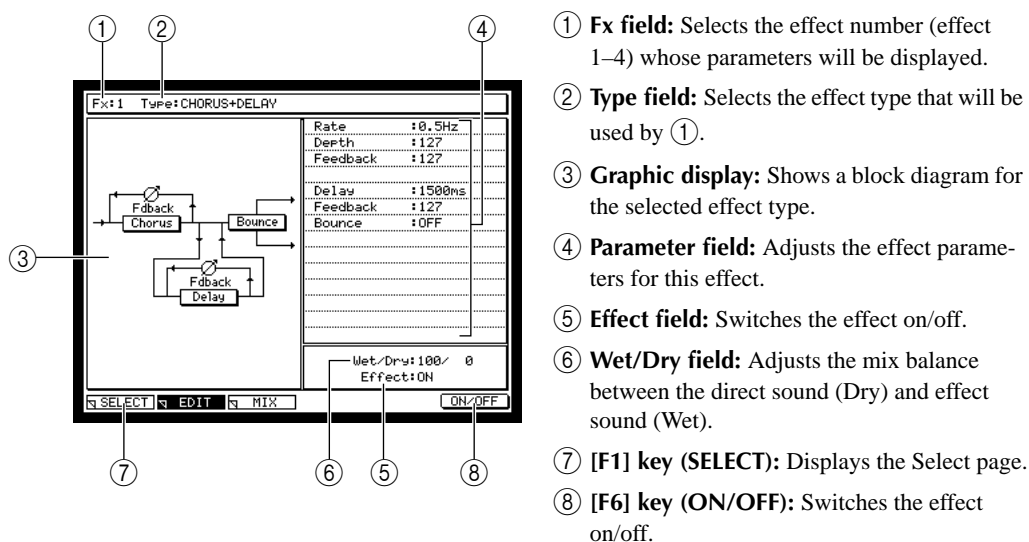 ① ② ④
Fx:1 Type:CHORUS+DELAY
Rate :0.5Hz
Depth :127
Feedback :127
Delay :1500ms
Feedback :127
Bounce :OFF
Fdback
Chorus
Bounce
③
Fdback
Delay
Wet/Dry:100/ 0
Effect:ON
SELECT EDIT MIX ON/OFF
⑦ ⑥ ⑤ ⑧
① Fx field: Selects the effect number (effect
1–4) whose parameters will be displayed.
② Type field: Selects the effect type that will be
used by ①.
③ Graphic display: Shows a block diagram for
the selected effect type.
④ Parameter field: Adjusts the effect parame-
ters for this effect.
⑤ Effect field: Switches the effect on/off.
⑥ Wet/Dry field: Adjusts the mix balance
between the direct sound (Dry) and effect
sound (Wet).
⑦ [F1] key (SELECT): Displays the Select page.
⑧ [F6] key (ON/OFF): Switches the effect
on/off.